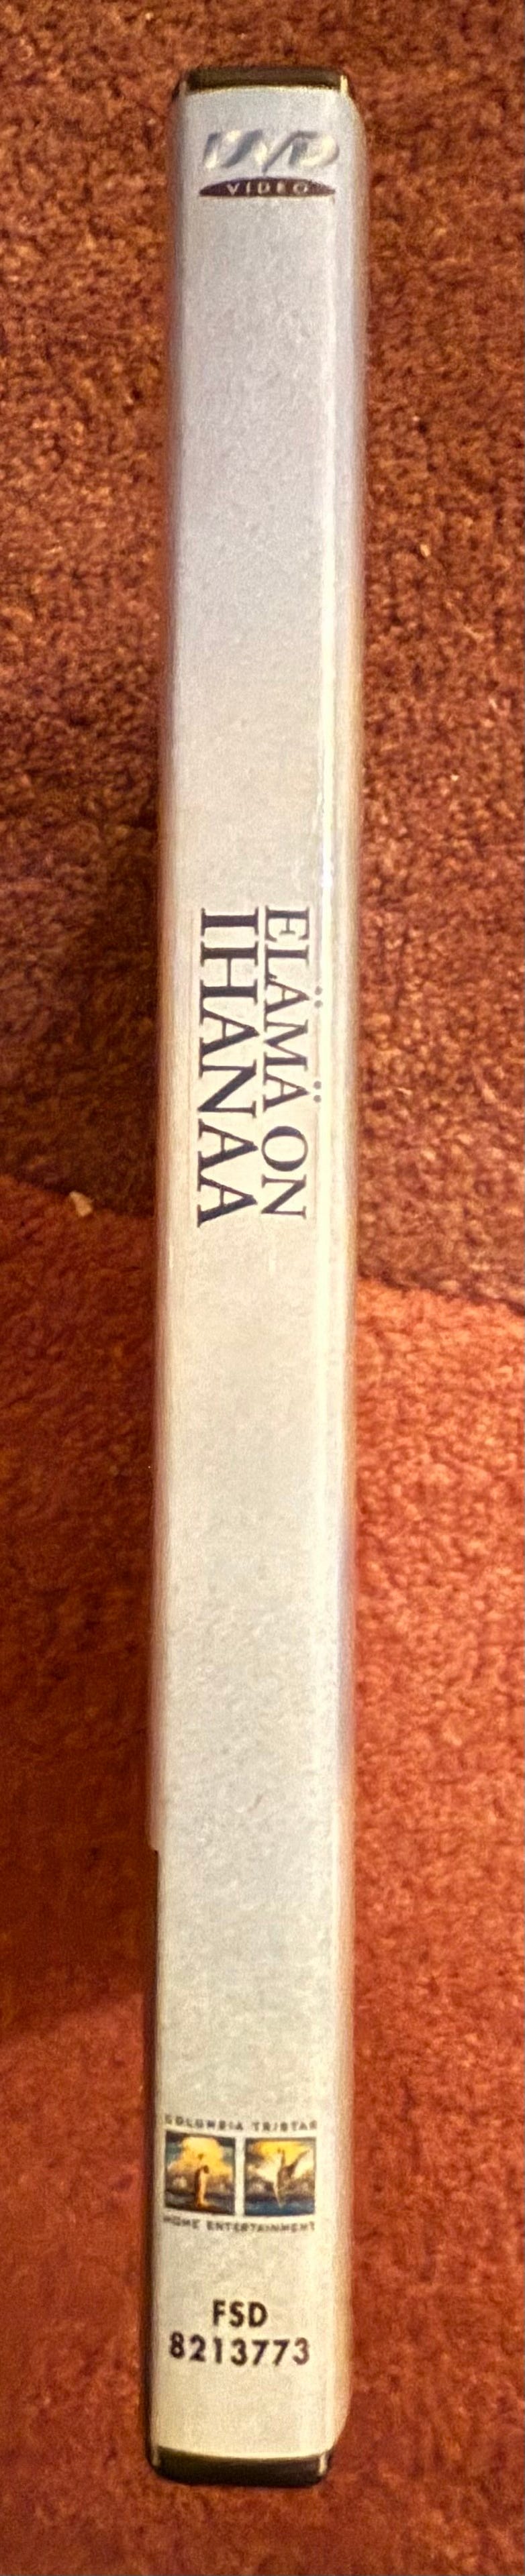 DVD
VIDEO
ELÄMÄ ON
IHANAA
COLUMBIA TRISTAR
HOME ENTERTAINMENT
FSD
8213773